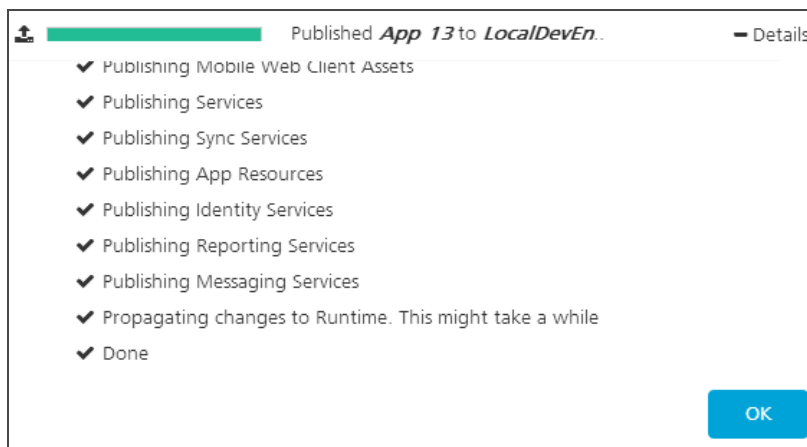 Published App 13 to LocalDevEn.. Details
Publishing Mobile Web Client Assets
Publishing Services
Publishing Sync Services
Publishing App Resources
Publishing Identity Services
Publishing Reporting Services
Publishing Messaging Services
Propagating changes to Runtime. This might take a while
Done
OK